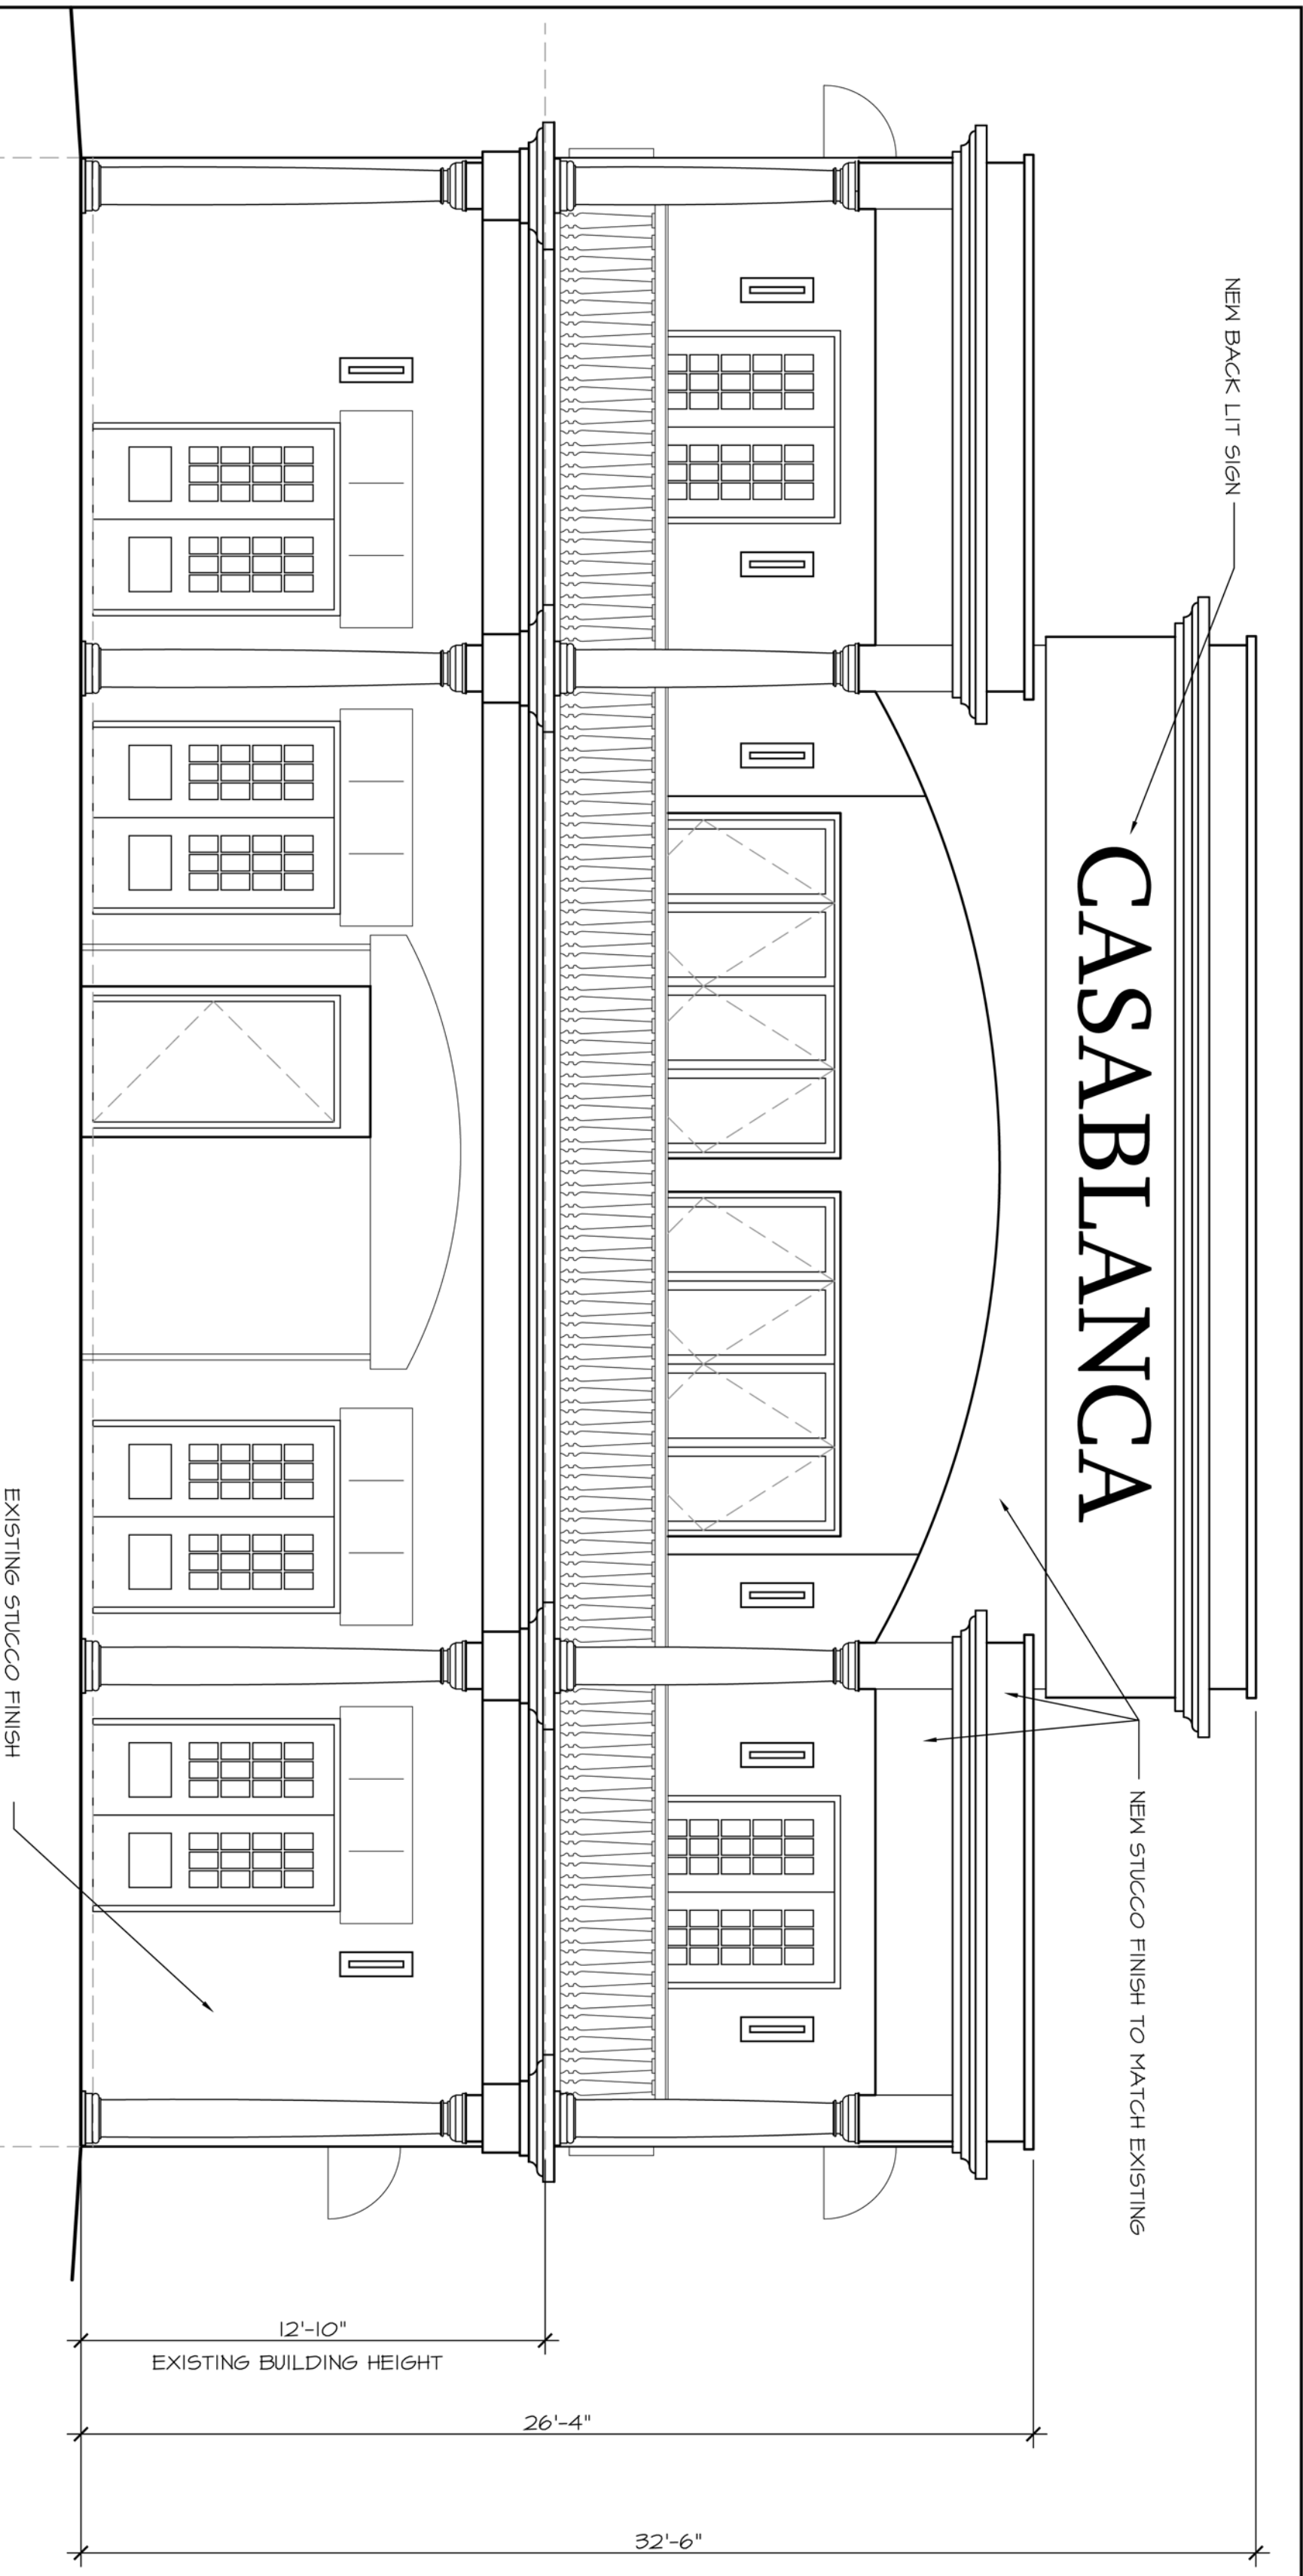 NEW BACK LIT SIGN
CASABLANCA
NEW STUCCO FINISH TO MATCH EXISTING
EXISTING STUCCO FINISH
12'-10"
EXISTING BUILDING HEIGHT
26'-4"
32'-6"